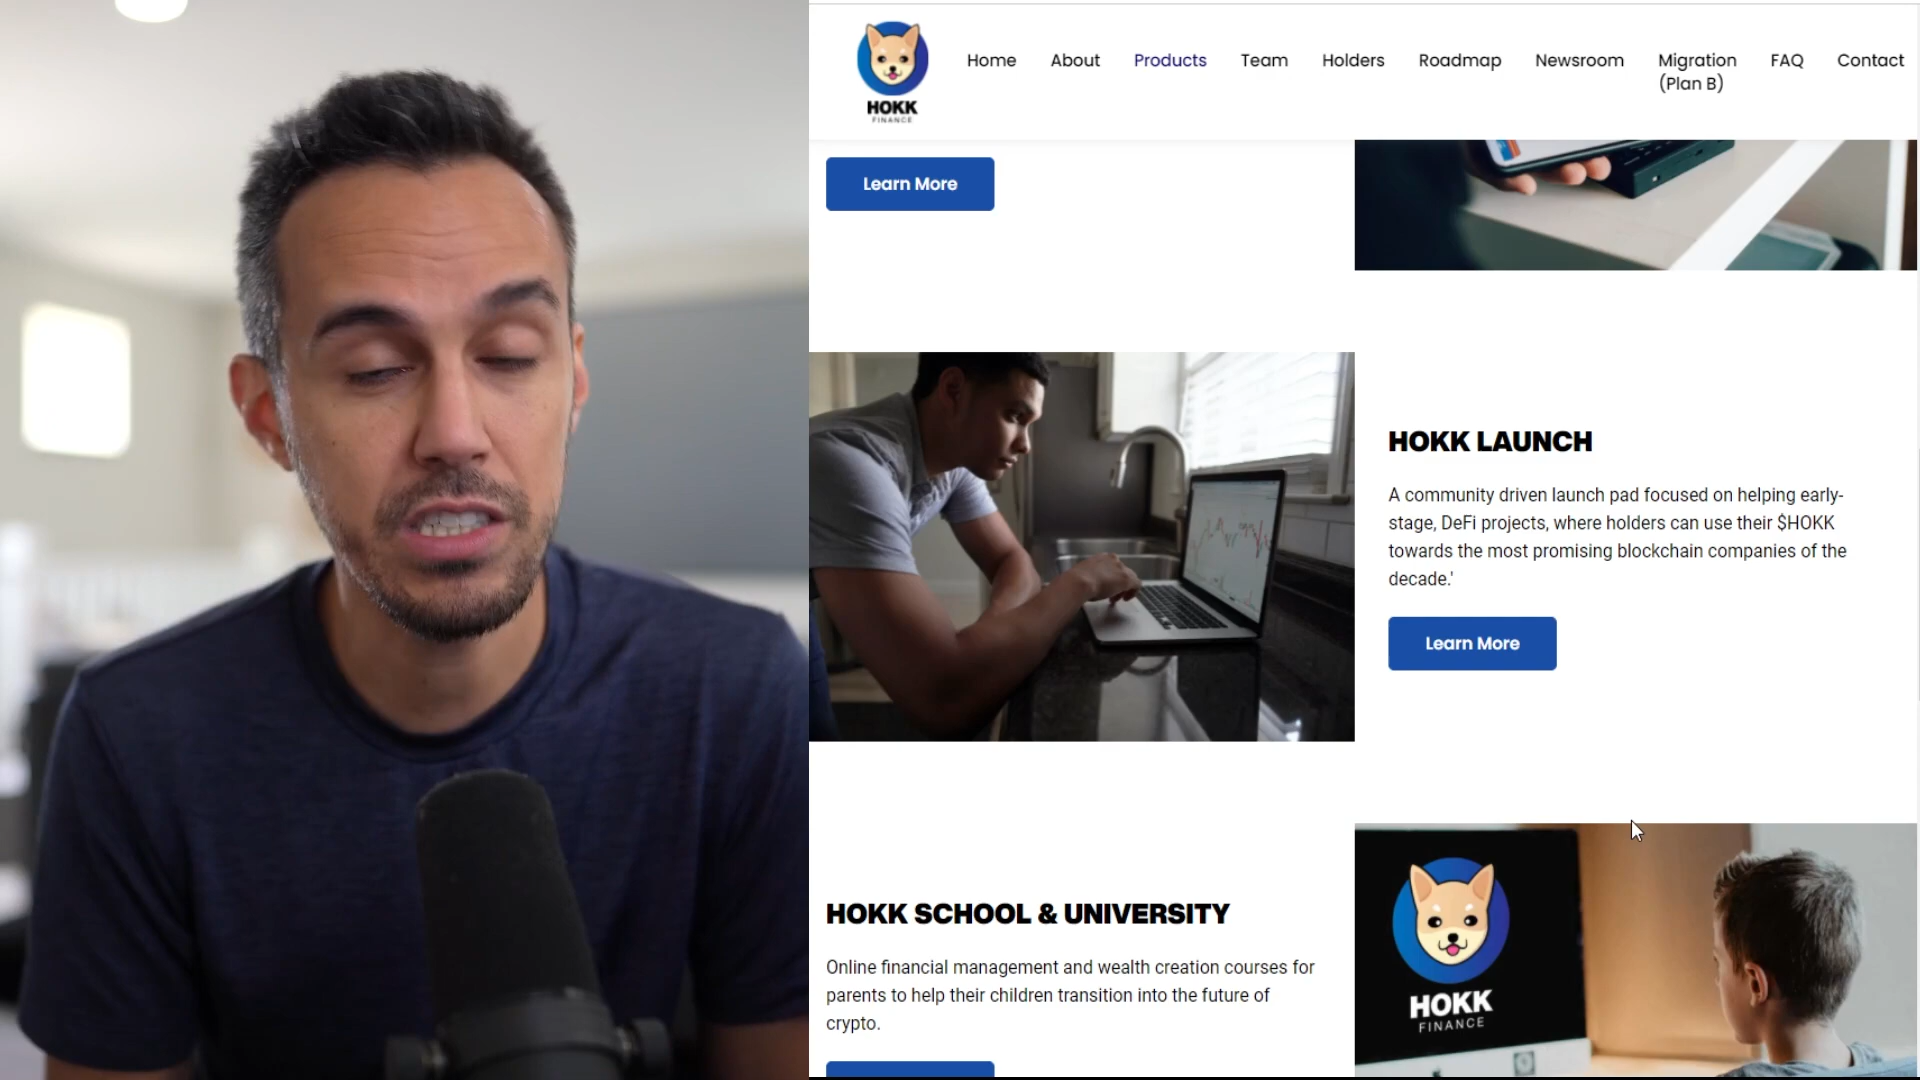 HOKK
FINANCE
Home
About
Products
Team
Holders
Roadmap
Newsroom
Migration
(Plan B)
FAQ
Contact
Learn More
HOKK LAUNCH
A community driven launch pad focused on helping early-
stage, DeFi projects, where holders can use their $HOKK
towards the most promising blockchain companies of the
decade.'
Learn More
HOKK SCHOOL & UNIVERSITY
Online financial management and wealth creation courses for
parents to help their children transition into the future of
crypto.
HOKK
FINANCE